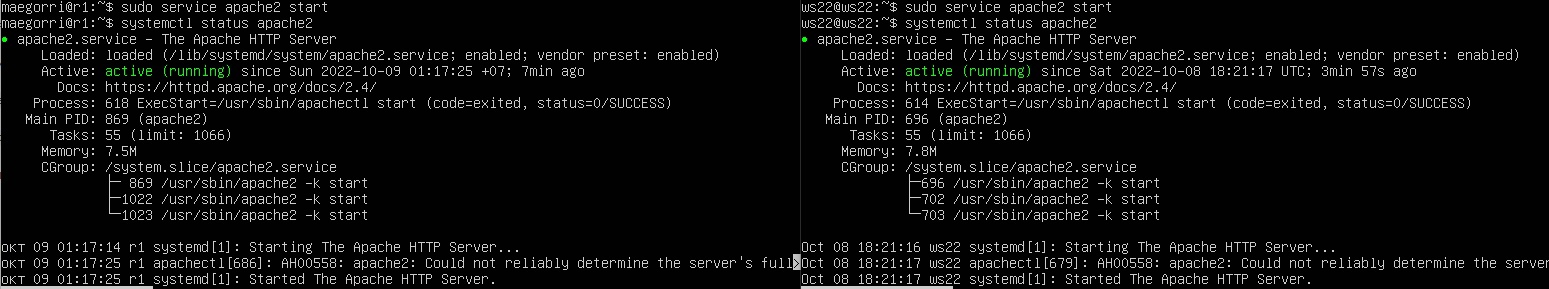 maegorri@r1:~$ sudo service apache2 start
maegorri@r1:~$ systemctl status apache2
● apache2.service – The Apache HTTP Server
Loaded: loaded (/lib/systemd/system/apache2.service; enabled; vendor preset: enabled)
Active: active (running) since Sun 2022-10-09 01:17:25 +07; 7min ago
Docs: https://httpd.apache.org/docs/2.4/
Process: 618 ExecStart=/usr/sbin/apachectl start (code=exited, status=0/SUCCESS)
Main PID: 869 (apache2)
Tasks: 55 (limit: 1066)
Memory: 7.5M
CGroup: /system.slice/apache2.service
├─ 869 /usr/sbin/apache2 -k start
├─1022 /usr/sbin/apache2 -k start
└─1023 /usr/sbin/apache2 -k start
окт 09 01:17:14 r1 systemd[1]: Starting The Apache HTTP Server...
окт 09 01:17:25 r1 apachectl[686]: AH00558: apache2: Could not reliably determine the server's full>
окт 09 01:17:25 r1 systemd[1]: Started The Apache HTTP Server.
ws22@ws22:~$ sudo service apache2 start
ws22@ws22:~$ systemctl status apache2
● apache2.service – The Apache HTTP Server
Loaded: loaded (/lib/systemd/system/apache2.service; enabled; vendor preset: enabled)
Active: active (running) since Sat 2022-10-08 18:21:17 UTC; 3min 57s ago
Docs: https://httpd.apache.org/docs/2.4/
Process: 614 ExecStart=/usr/sbin/apachectl start (code=exited, status=0/SUCCESS)
Main PID: 696 (apache2)
Tasks: 55 (limit: 1066)
Memory: 7.8M
CGroup: /system.slice/apache2.service
├─696 /usr/sbin/apache2 -k start
├─702 /usr/sbin/apache2 -k start
└─703 /usr/sbin/apache2 -k start
Oct 08 18:21:16 ws22 systemd[1]: Starting The Apache HTTP Server...
Oct 08 18:21:17 ws22 apachectl[679]: AH00558: apache2: Could not reliably determine the server
Oct 08 18:21:17 ws22 systemd[1]: Started The Apache HTTP Server.